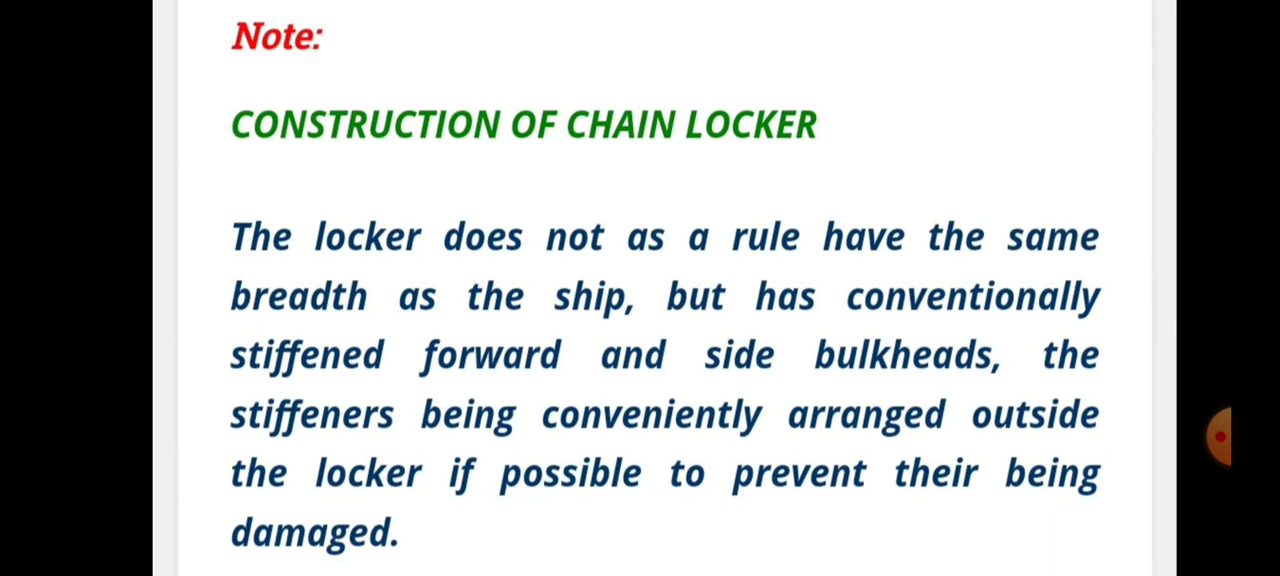 Note:
CONSTRUCTION OF CHAIN LOCKER
The locker does not as a rule have the same
breadth as the ship, but has conventionally
stiffened forward and side bulkheads, the
stiffeners being conveniently arranged outside
the locker if possible to prevent their being
damaged.